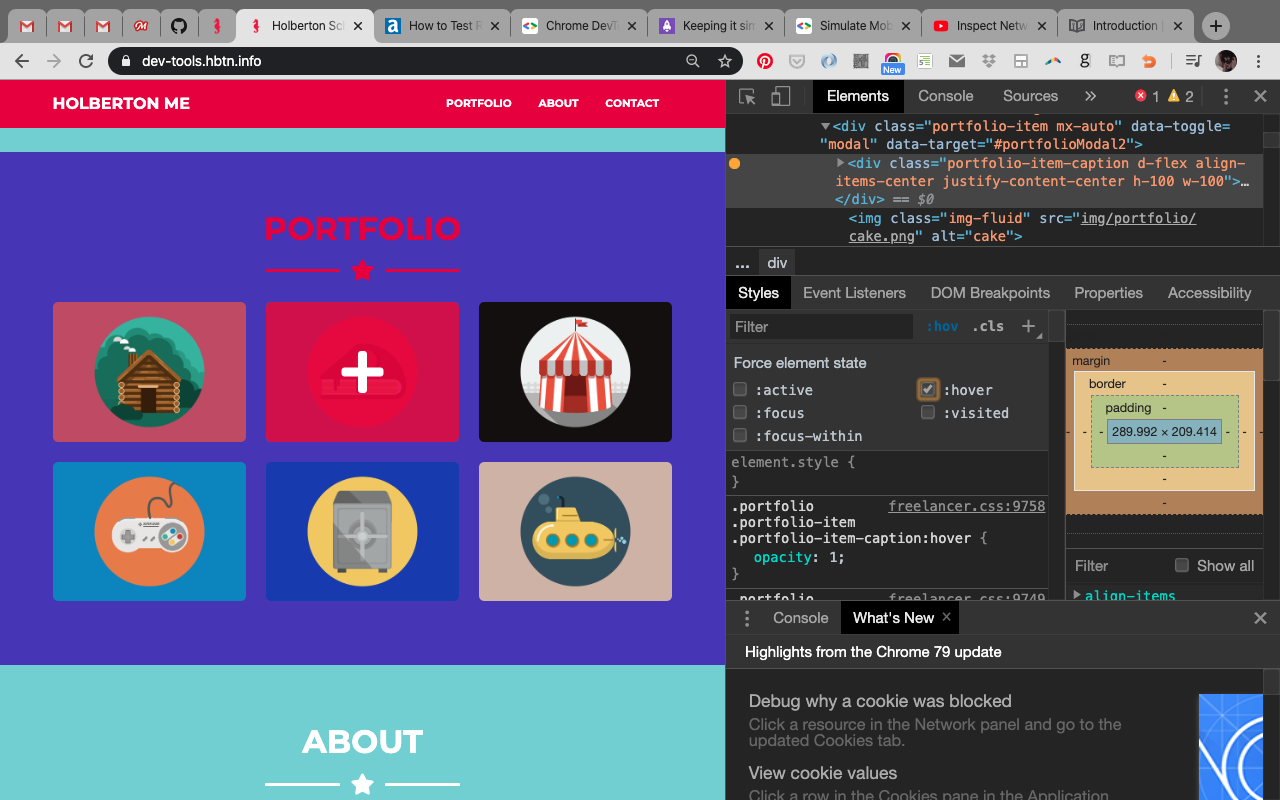 Holberton Sch
How to Test R
Chrome DevT
Keeping it sim
Simulate Mob
Inspect Netw
Introduction
dev-tools.hbtn.info
New
HOLBERTON ME
PORTFOLIO
ABOUT
CONTACT
PORTFOLIO
ABOUT
Elements
Console
Sources
1
2
<div class="portfolio-item mx-auto" data-toggle=
"modal" data-target="#portfolioModal2">
<div class="portfolio-item-caption d-flex align-
items-center justify-content-center h-100 w-100">…
</div> == $0
<img class="img-fluid" src="img/portfolio/
cake.png" alt="cake">
... div
Styles
Event Listeners
DOM Breakpoints
Properties
Accessibility
Filter
:hov
.cls
Force element state
:active
:hover
:focus
:visited
:focus-within
element.style {
}
.portfolio freelancer.css:9758
.portfolio-item
.portfolio-item-caption:hover {
opacity: 1;
}
.portfolio freelancer.css:9749
margin -
border -
padding -
- - - 289.992 × 209.414 - - -
-
-
-
Filter
Show all
align-items
Console
What's New
Highlights from the Chrome 79 update
Debug why a cookie was blocked
Click a resource in the Network panel and go to the
updated Cookies tab.
View cookie values
Click a row in the Cookies pane in the Application